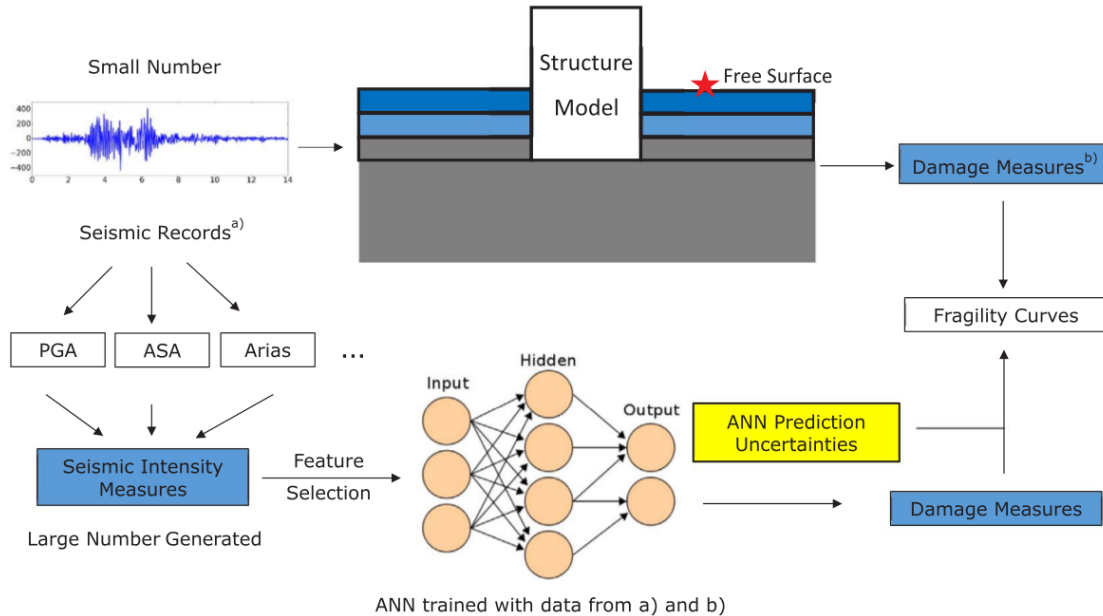 Small Number
400
200
0
-200
-400
0 2 4 6 8 10 12 14
Seismic Records a)
Structure
Model
Free Surface
Damage Measures b)
Fragility Curves
PGA
ASA
Arias
...
Seismic Intensity
Measures
Large Number Generated
Feature
Selection
Input
Hidden
Output
ANN Prediction
Uncertainties
Damage Measures
ANN trained with data from a) and b)